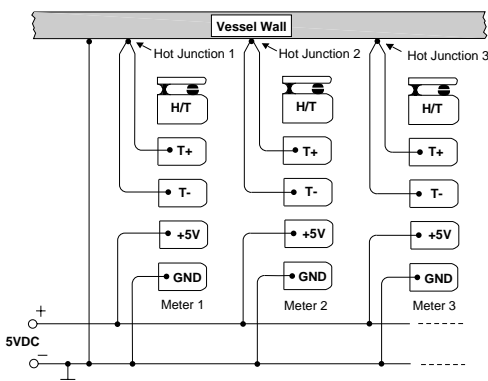 Vessel Wall
Hot Junction 1
Hot Junction 2
Hot Junction 3
H/T
H/T
H/T
T+
T+
T+
T-
T-
T-
+5V
+5V
+5V
GND
GND
GND
Meter 1
Meter 2
Meter 3
+
5VDC
−